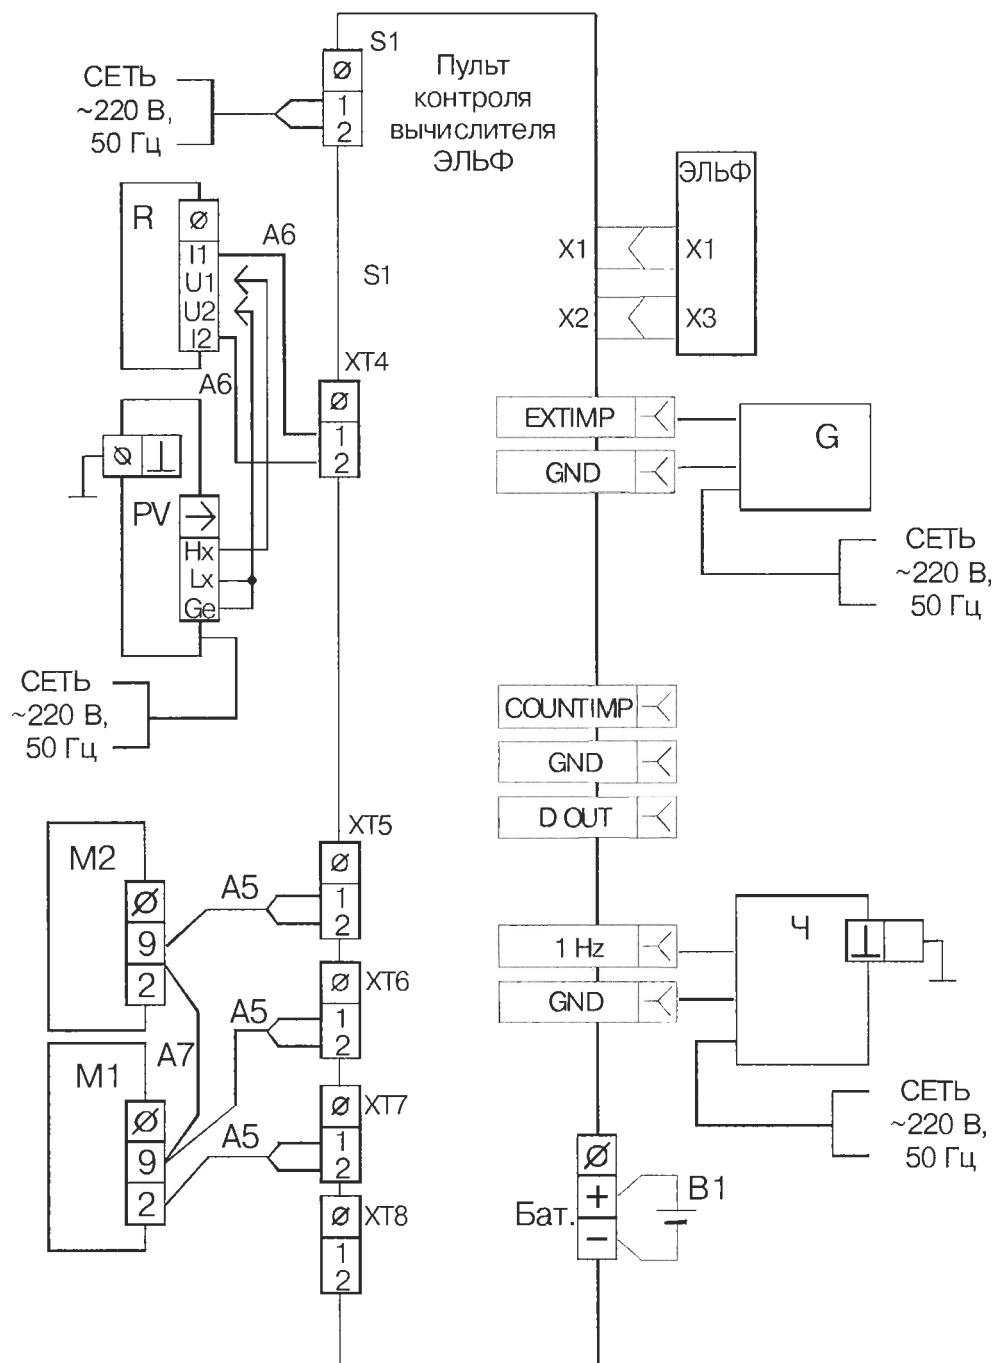 S1
Ø
1
2
СЕТЬ
~220 В,
50 Гц
Пульт
контроля
вычислителя
ЭЛЬФ
ЭЛЬФ
X1
X1
X2
X3
R
Ø
I1
U1
U2
I2
A6
A6
S1
XT4
Ø
1
2
Ø
PV
Hx
Lx
Ge
СЕТЬ
~220 В,
50 Гц
EXTIMP
GND
G
СЕТЬ
~220 В,
50 Гц
COUNTIMP
GND
D OUT
XT5
Ø
1
2
M2
Ø
9
2
A5
XT6
Ø
1
2
A5
A7
M1
Ø
9
2
A5
XT7
Ø
1
2
XT8
Ø
1
2
1 Hz
GND
Ч
СЕТЬ
~220 В,
50 Гц
Ø
+
−
Бат.
B1